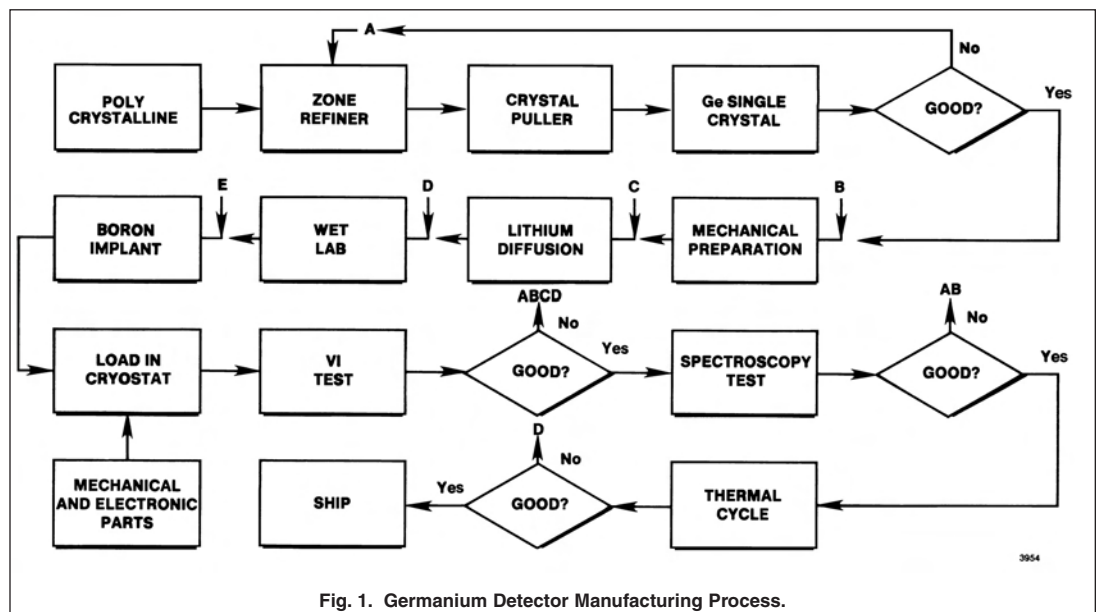 A
No
POLY
CRYSTALLINE
ZONE
REFINER
CRYSTAL
PULLER
Ge SINGLE
CRYSTAL
GOOD?
Yes
E
D
C
B
BORON
IMPLANT
WET
LAB
LITHIUM
DIFFUSION
MECHANICAL
PREPARATION
ABCD
No
AB
No
LOAD IN
CRYOSTAT
VI
TEST
GOOD?
Yes
SPECTROSCOPY
TEST
GOOD?
Yes
D
No
MECHANICAL
AND ELECTRONIC
PARTS
SHIP
Yes
GOOD?
THERMAL
CYCLE
3954
Fig. 1. Germanium Detector Manufacturing Process.